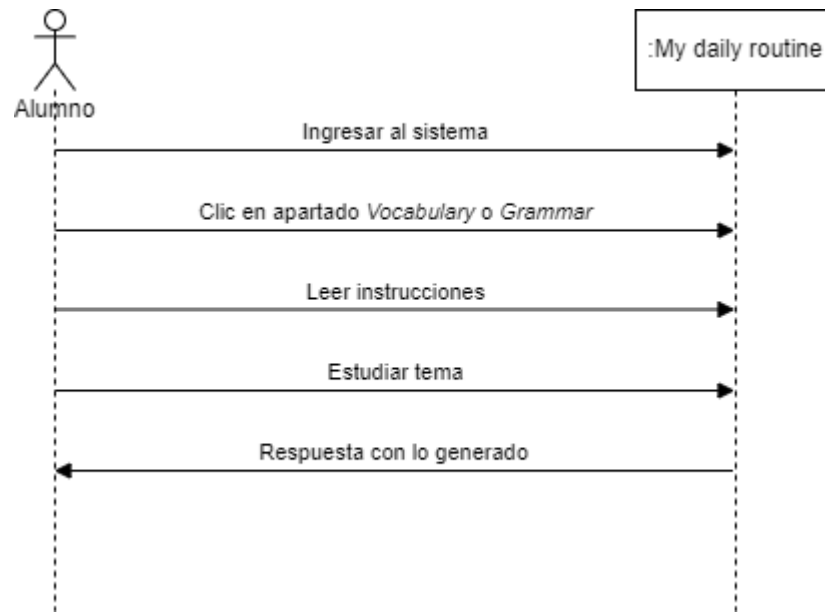 :My daily routine
Alumno
Ingresar al sistema
Clic en apartado Vocabulary o Grammar
Leer instrucciones
Estudiar tema
Respuesta con lo generado